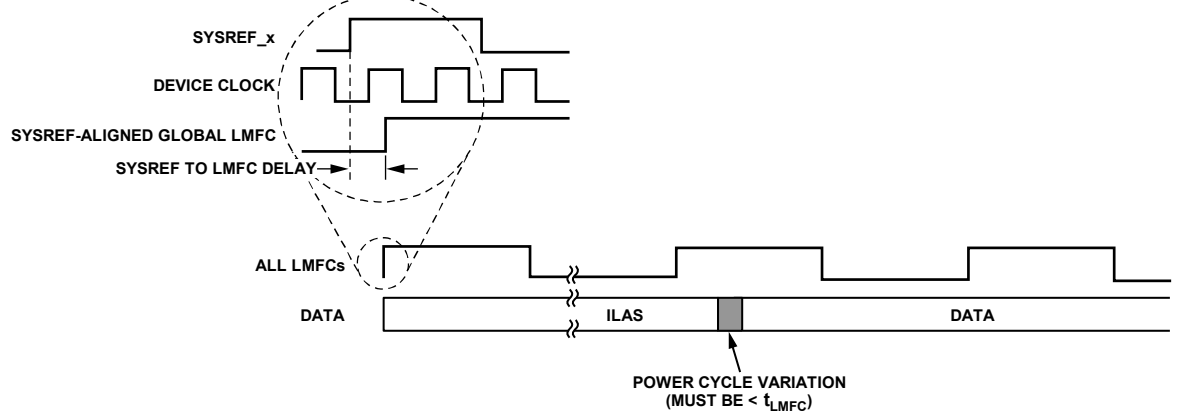 SYSREF_x
DEVICE CLOCK
SYSREF-ALIGNED GLOBAL LMFC
SYSREF TO LMFC DELAY
ALL LMFCs
DATA
ILAS
DATA
POWER CYCLE VARIATION
(MUST BE < tLMFC)